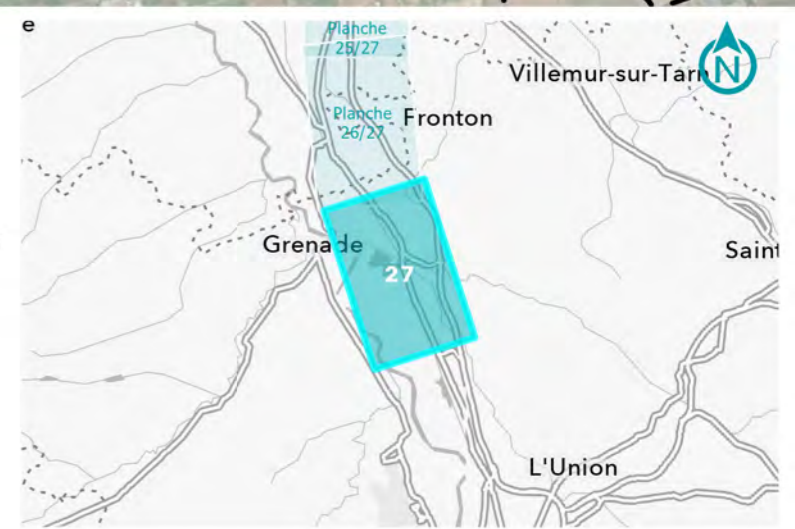 e
Planche
25/27
Villemur-sur-Tarn
N
Planche
26/27
Fronton
Grenade
Saint
27
L'Union